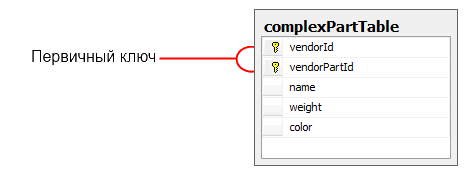 complexPartTable
Первичный ключ
vendorId
vendorPartId
name
weight
color